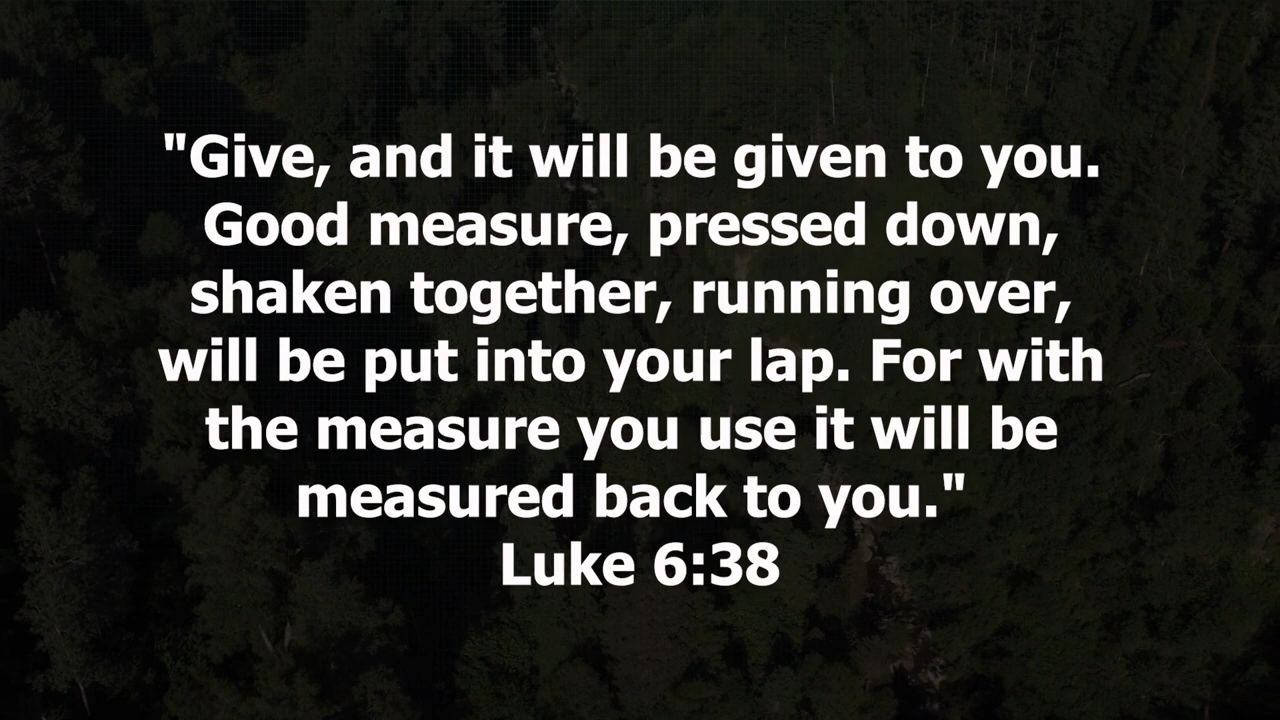 "Give, and it will be given to you.
Good measure, pressed down,
shaken together, running over,
will be put into your lap. For with
the measure you use it will be
measured back to you."
Luke 6:38